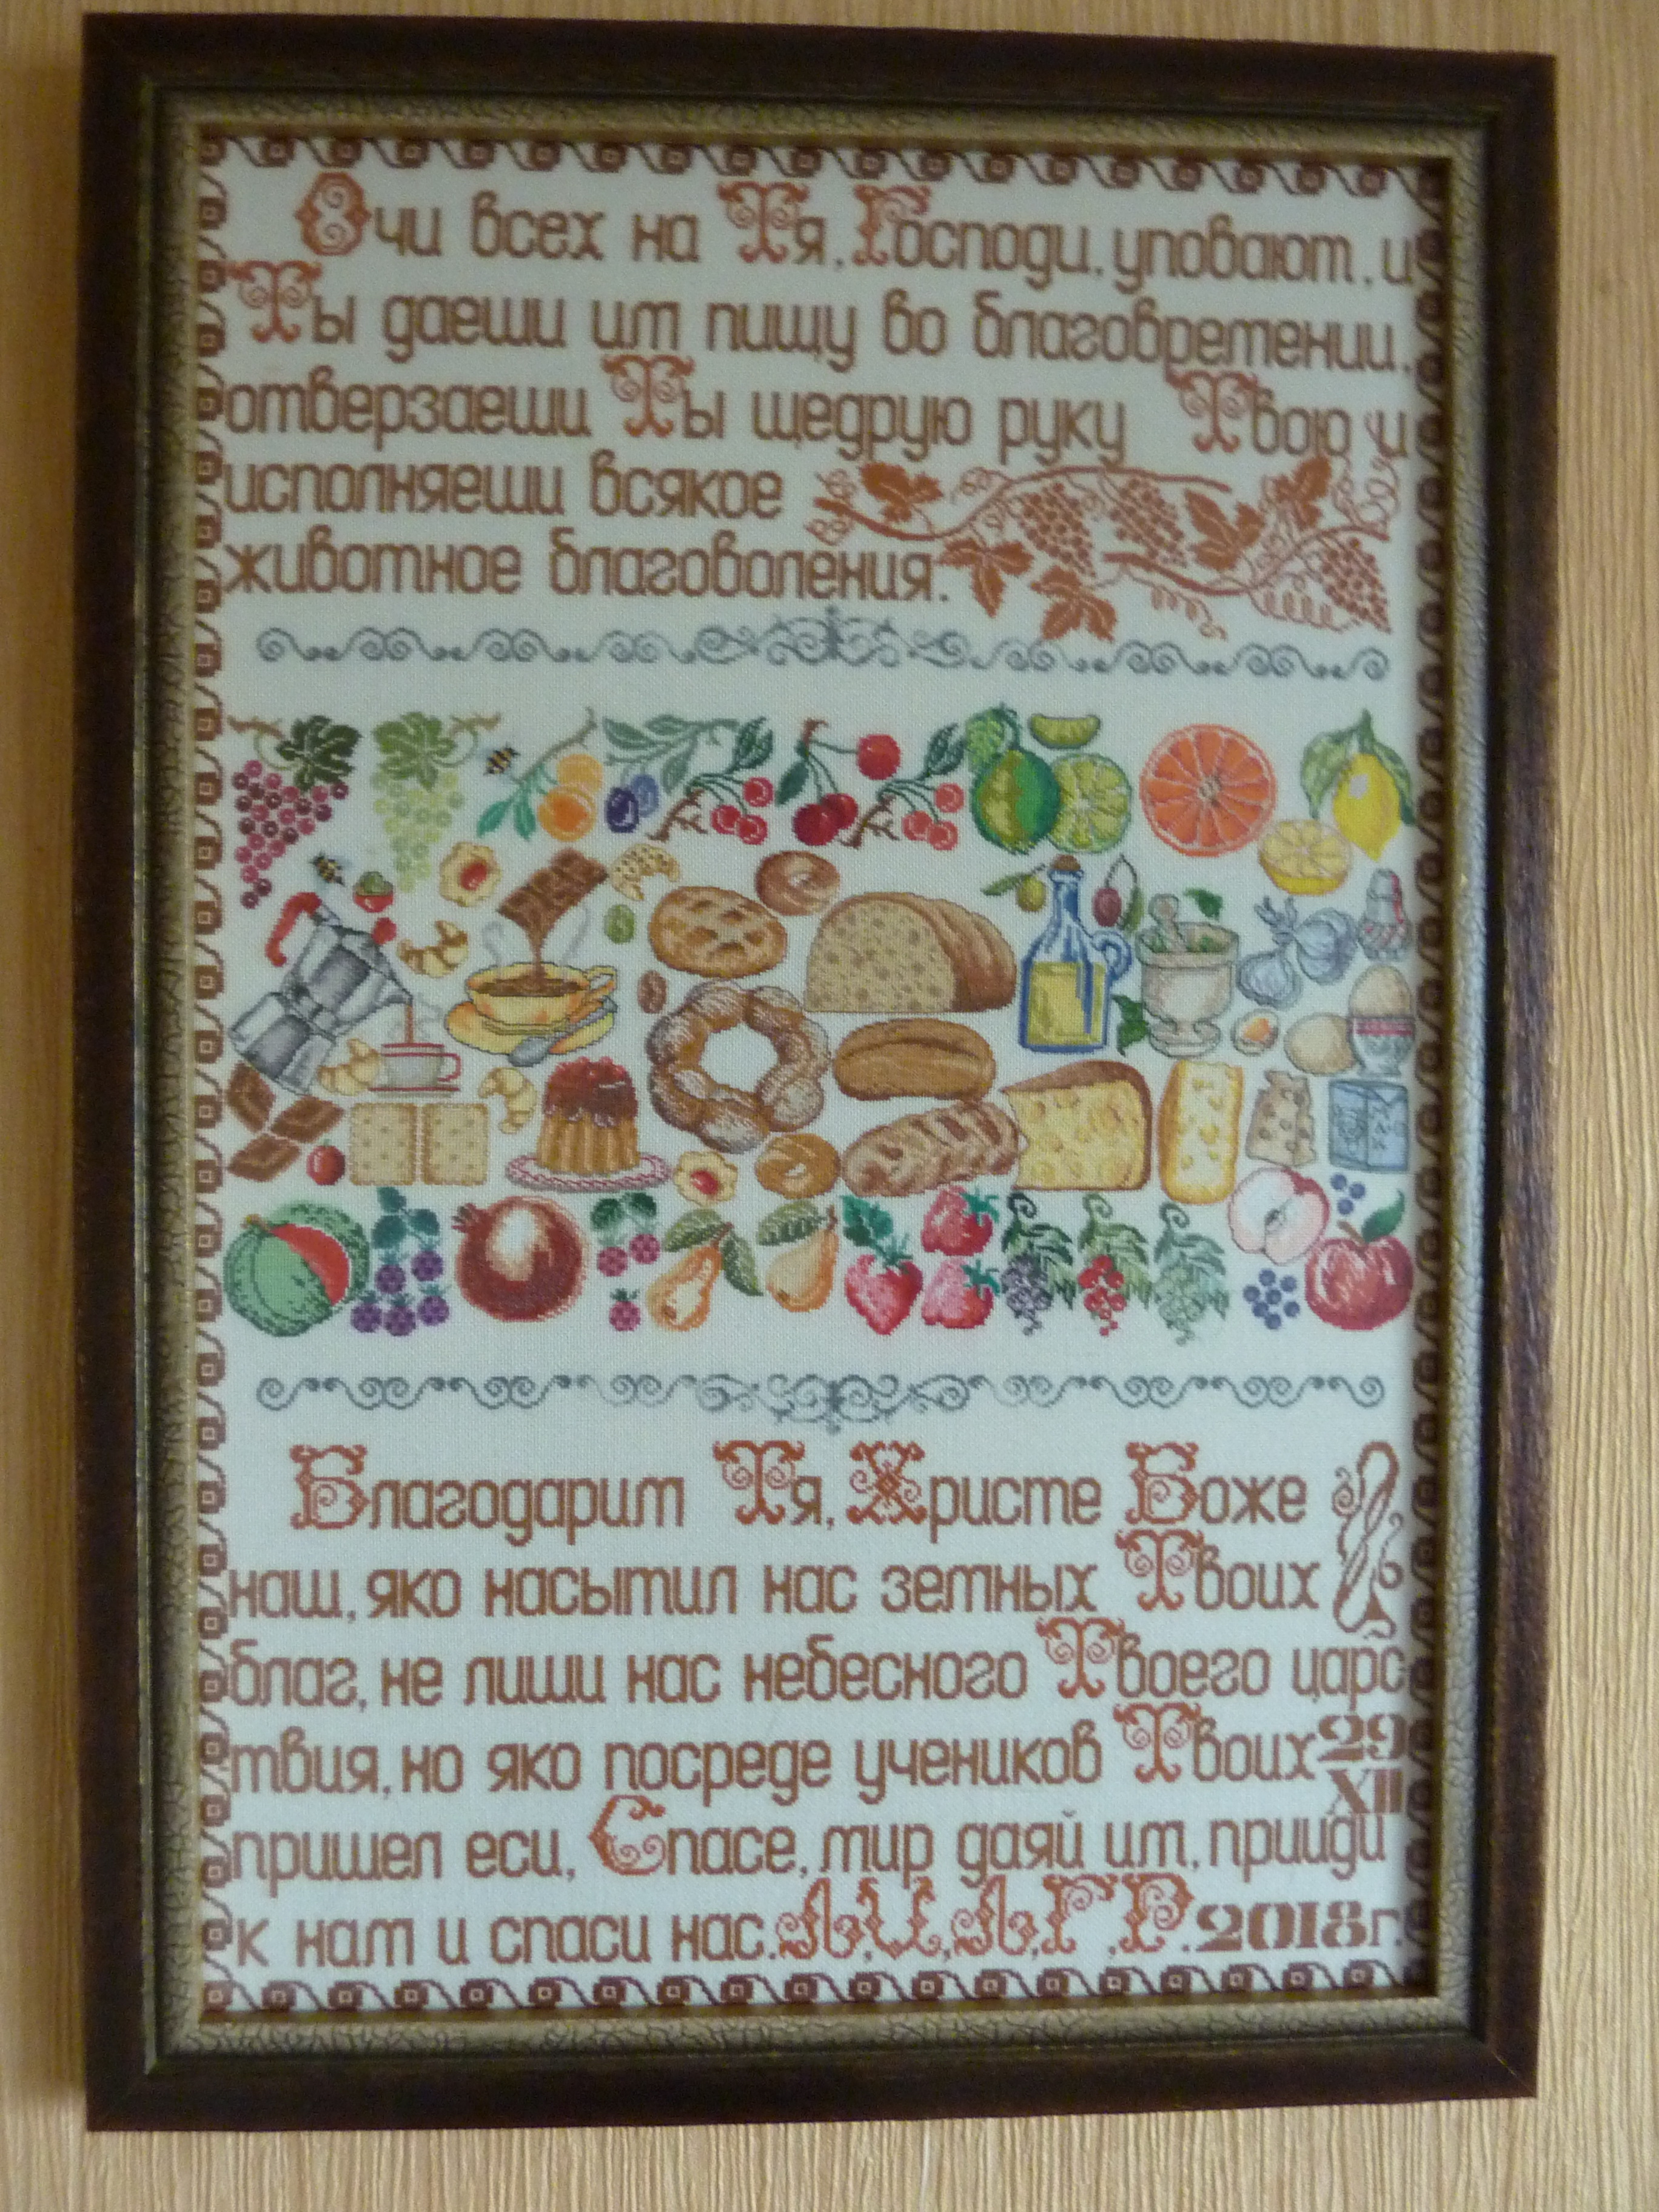 Очи всех на Тя, Господи, уповают, и
Ты даеши им пищу во благовремении,
отверзаеши Ты щедрую руку Твою и
исполняеши всякое
животное благоволения.
Благодарим Тя, Христе Боже
наш, яко насытил нас земных Твоих
благ, не лиши нас небесного Твоего царс
твия, но яко посреде учеников Твоих 29
XII
пришел еси, Спасе, мир даяй им, прииди
к нам и спаси нас. Л.И.Л.Г.Р. 2018г.